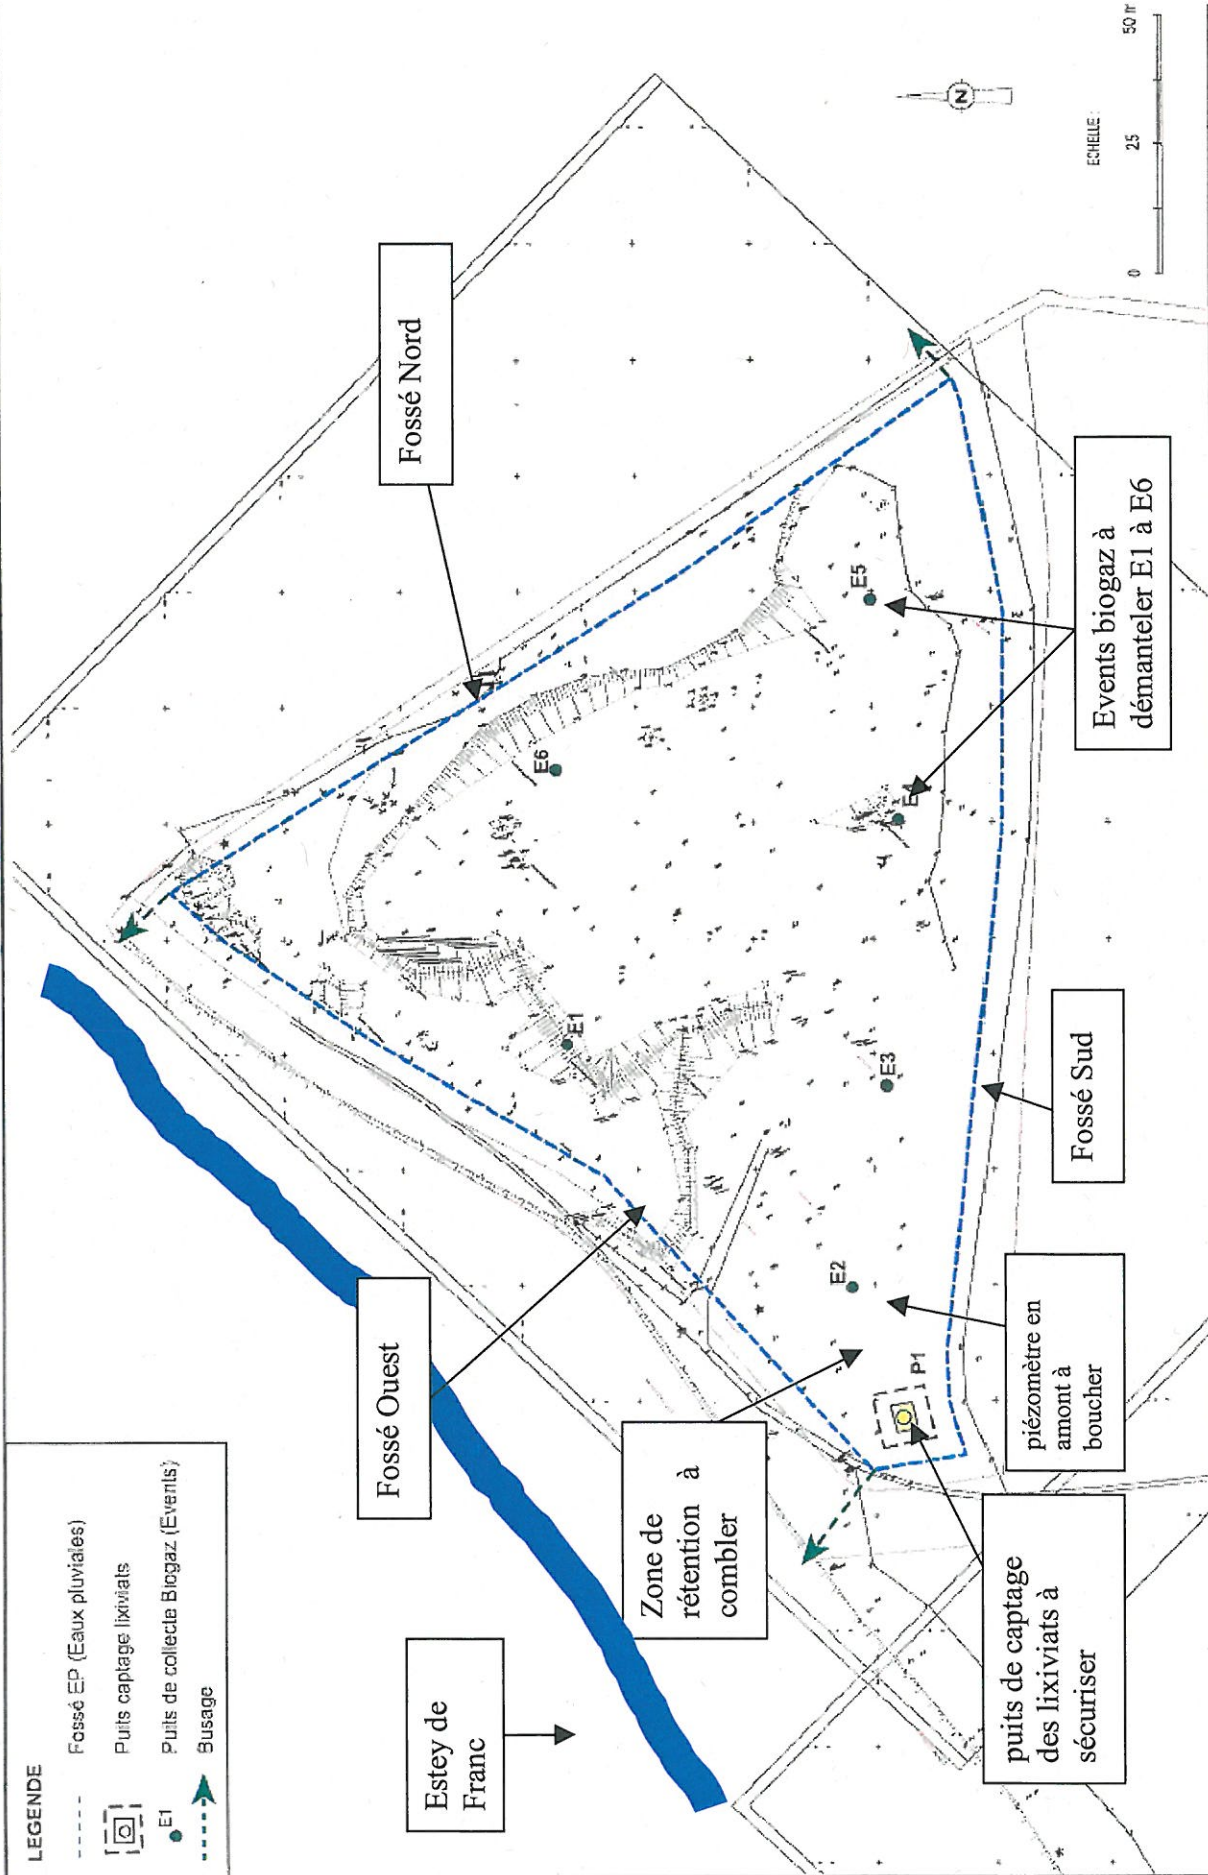 LEGENDE
Fossé EP (Eaux pluviales)
Puits captage lixiviats
E1
Puits de collecte Biogaz (Events)
Busage
Estey de
Franc
Fossé Ouest
Zone de
rétention à
combler
puits de captage
des lixiviats à
sécuriser
piézomètre en
amont à
boucher
Fossé Sud
Events biogaz à
démanteler E1 à E6
Fossé Nord
P1
E2
E3
E1
E4
E6
E5
N
ECHELLE :
0 25 50 m